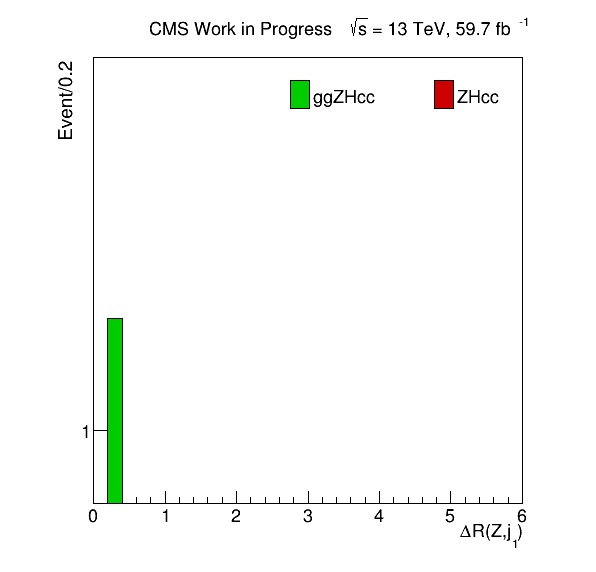 CMS Work in Progress √s = 13 TeV, 59.7 fb⁻¹
Event/0.2
ggZHcc ZHcc
1
0 1 2 3 4 5 6
ΔR(Z,j₁)